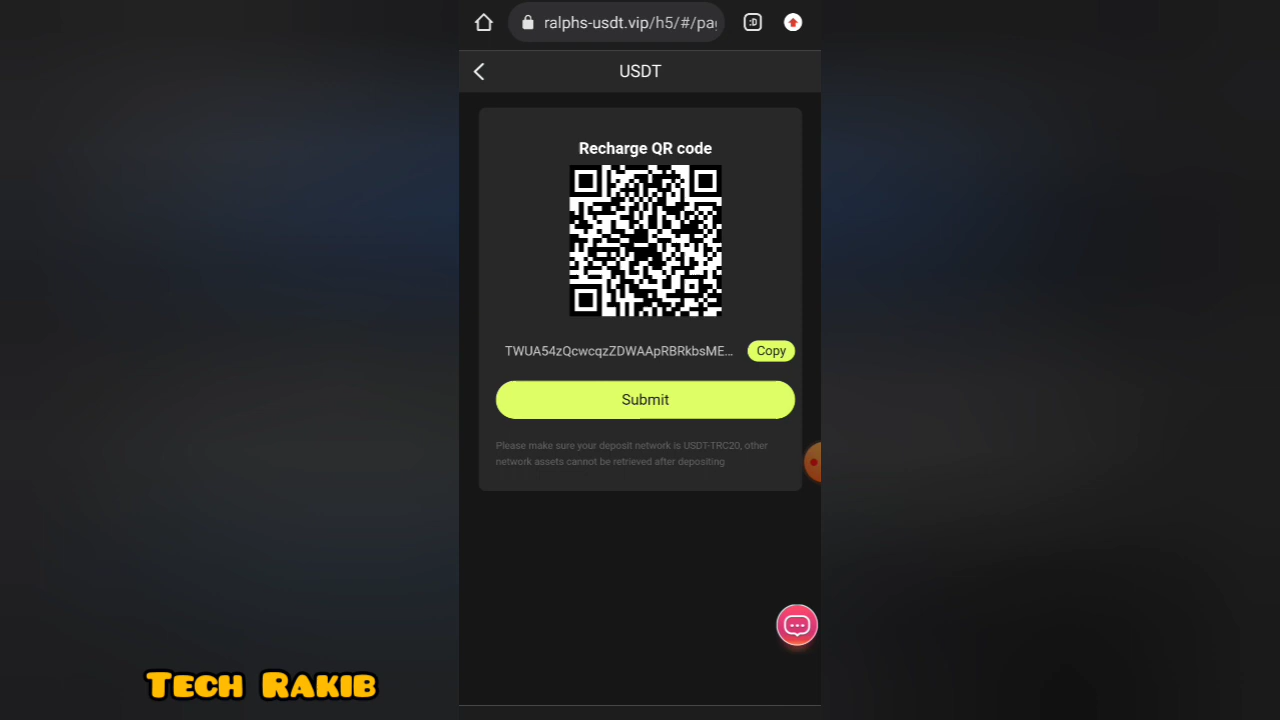 ralphs-usdt.vip/h5/#/pa
:D
USDT
Recharge QR code
TWUA54zQcwcqzZDWAApRBRkbsME...
Copy
Submit
Please make sure your deposit network is USDT-TRC20, other
network assets cannot be retrieved after depositing
Tech Rakib